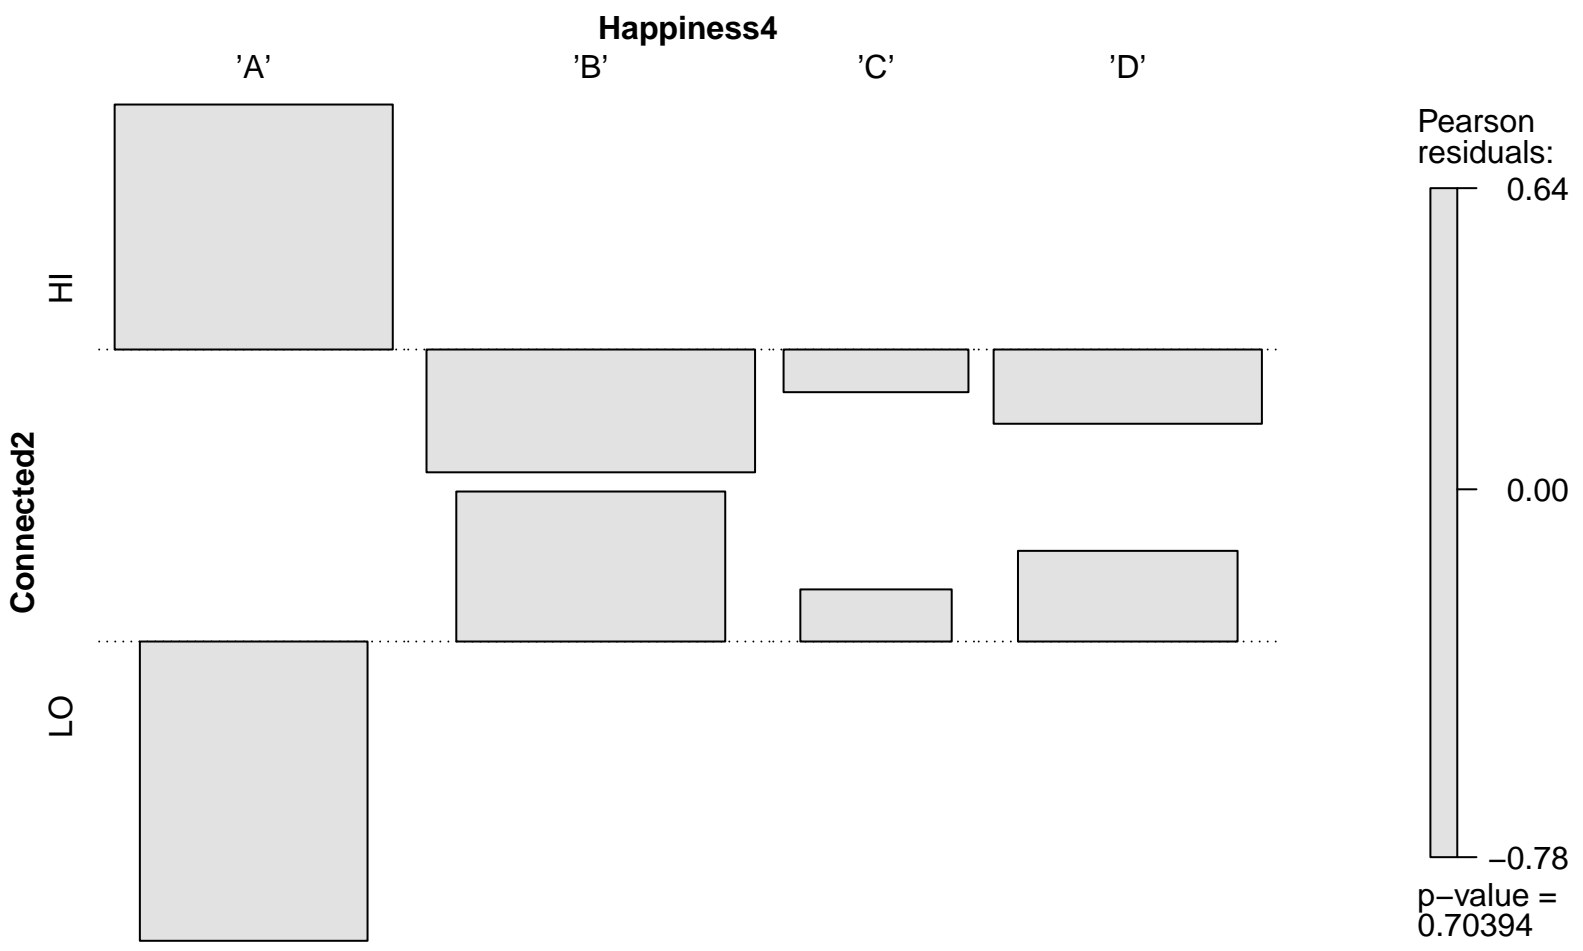 Happiness4
’A’ ’B’ ’C’ ’D’
Pearson
residuals:
0.64
HI
Connected2
0.00
LO
−0.78
p−value =
0.70394